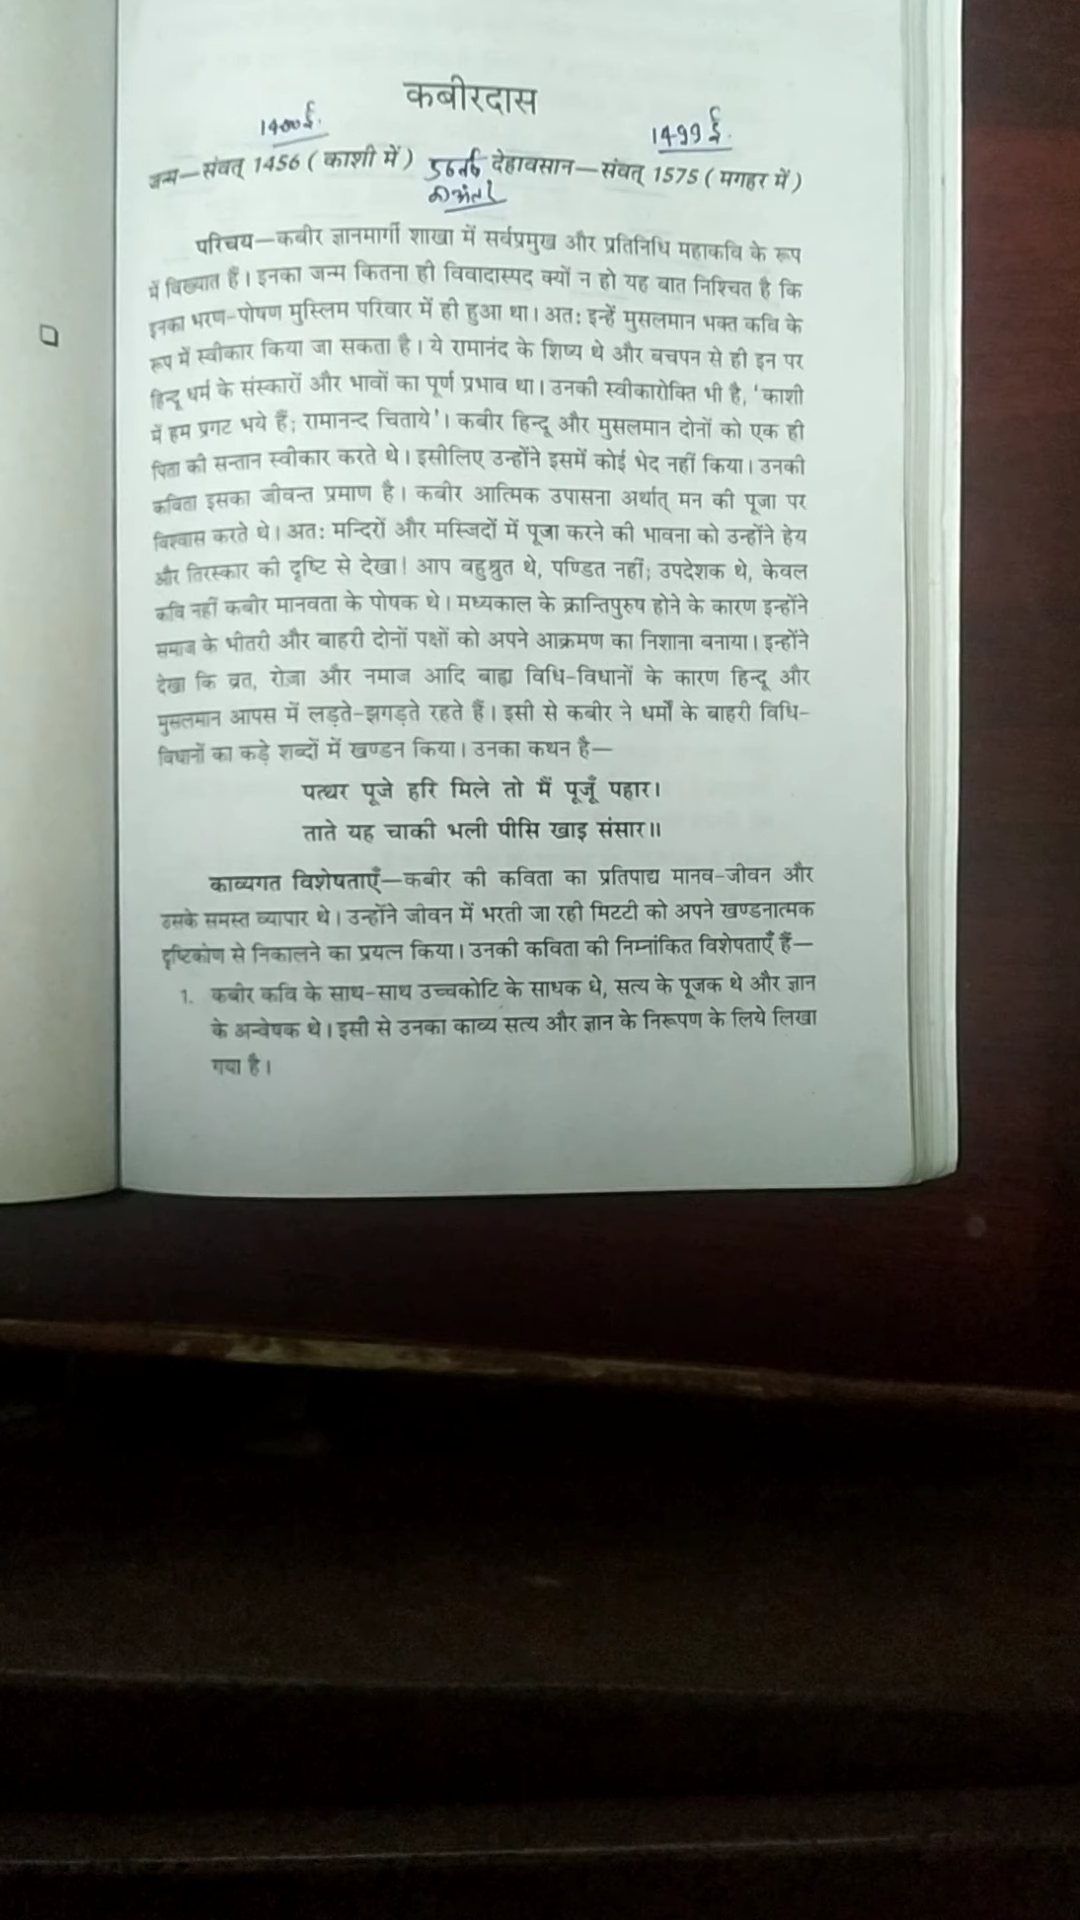 कबीरदास
1400 ई. 1499 ई.
जन्म—संवत् 1456 ( काशी में ) देहावसान—संवत् 1575 ( मगहर में )
का अंतर
परिचय—कबीर ज्ञानमार्गी शाखा में सर्वप्रमुख और प्रतिनिधि महाकवि के रूप
में विख्यात हैं। इनका जन्म कितना ही विवादास्पद क्यों न हो यह बात निश्चित है कि
इनका भरण-पोषण मुस्लिम परिवार में ही हुआ था। अतः इन्हें मुसलमान भक्त कवि के
रूप में स्वीकार किया जा सकता है। ये रामानंद के शिष्य थे और बचपन से ही इन पर
हिन्दू धर्म के संस्कारों और भावों का पूर्ण प्रभाव था। उनकी स्वीकारोक्ति भी है, 'काशी
में हम प्रगट भये हैं; रामानन्द चिताये'। कबीर हिन्दू और मुसलमान दोनों को एक ही
पिता की सन्तान स्वीकार करते थे। इसीलिए उन्होंने इसमें कोई भेद नहीं किया। उनकी
कविता इसका जीवन्त प्रमाण है। कबीर आत्मिक उपासना अर्थात् मन की पूजा पर
विश्वास करते थे। अतः मन्दिरों और मस्जिदों में पूजा करने की भावना को उन्होंने हेय
और तिरस्कार की दृष्टि से देखा! आप बहुश्रुत थे, पण्डित नहीं; उपदेशक थे, केवल
कवि नहीं कबीर मानवता के पोषक थे। मध्यकाल के क्रान्तिपुरुष होने के कारण इन्होंने
समाज के भीतरी और बाहरी दोनों पक्षों को अपने आक्रमण का निशाना बनाया। इन्होंने
देखा कि व्रत, रोज़ा और नमाज आदि बाह्य विधि-विधानों के कारण हिन्दू और
मुसलमान आपस में लड़ते-झगड़ते रहते हैं। इसी से कबीर ने धर्मों के बाहरी विधि-
विधानों का कड़े शब्दों में खण्डन किया। उनका कथन है—
पत्थर पूजे हरि मिले तो मैं पूजूँ पहार।
ताते यह चाकी भली पीसि खाइ संसार॥
काव्यगत विशेषताएँ—कबीर की कविता का प्रतिपाद्य मानव-जीवन और
उसके समस्त व्यापार थे। उन्होंने जीवन में भरती जा रही मिटटी को अपने खण्डनात्मक
दृष्टिकोण से निकालने का प्रयत्न किया। उनकी कविता की निम्नांकित विशेषताएँ हैं—
1. कबीर कवि के साथ-साथ उच्चकोटि के साधक थे, सत्य के पूजक थे और ज्ञान
के अन्वेषक थे। इसी से उनका काव्य सत्य और ज्ञान के निरूपण के लिये लिखा
गया है।